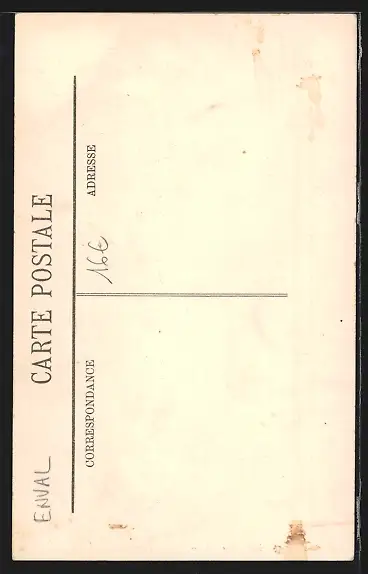 ENVAL
CARTE POSTALE
CORRESPONDANCE
ADRESSE
16€